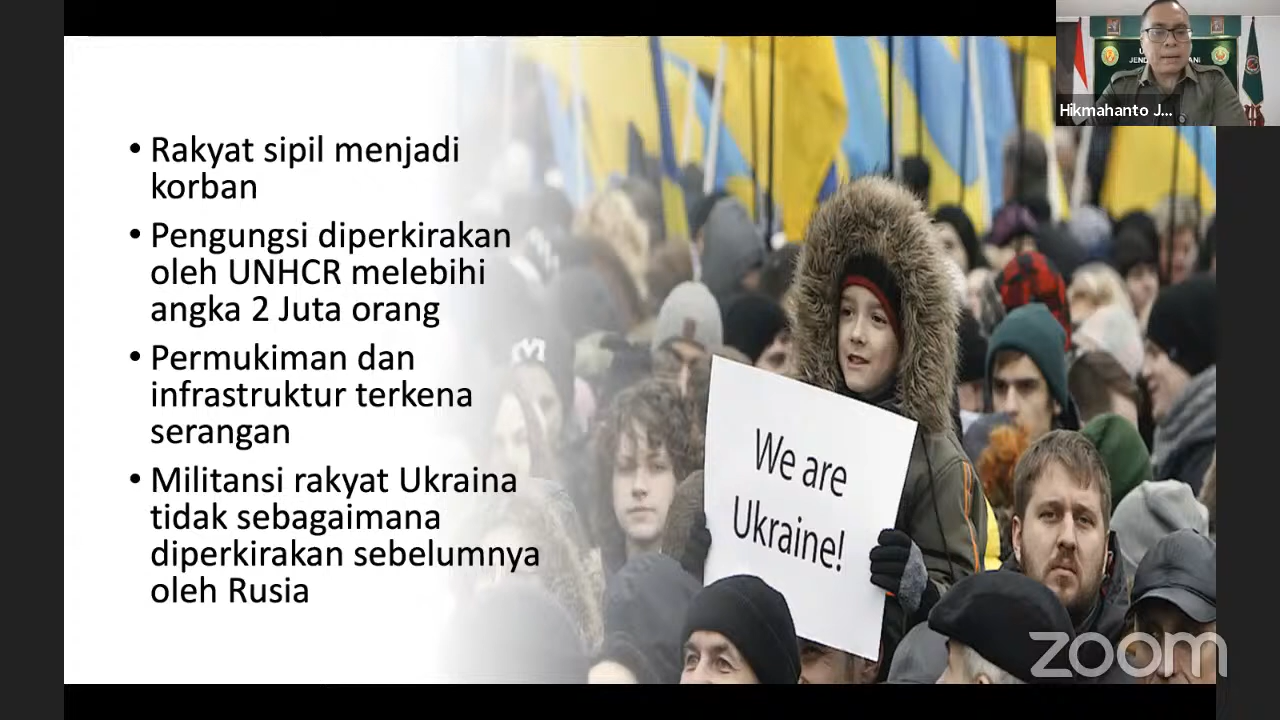 • Rakyat sipil menjadi
korban
• Pengungsi diperkirakan
oleh UNHCR melebihi
angka 2 Juta orang
• Permukiman dan
infrastruktur terkena
serangan
• Militansi rakyat Ukraina
tidak sebagaimana
diperkirakan sebelumnya
oleh Rusia
We are
Ukraine!
Hikmahanto J...
zoom